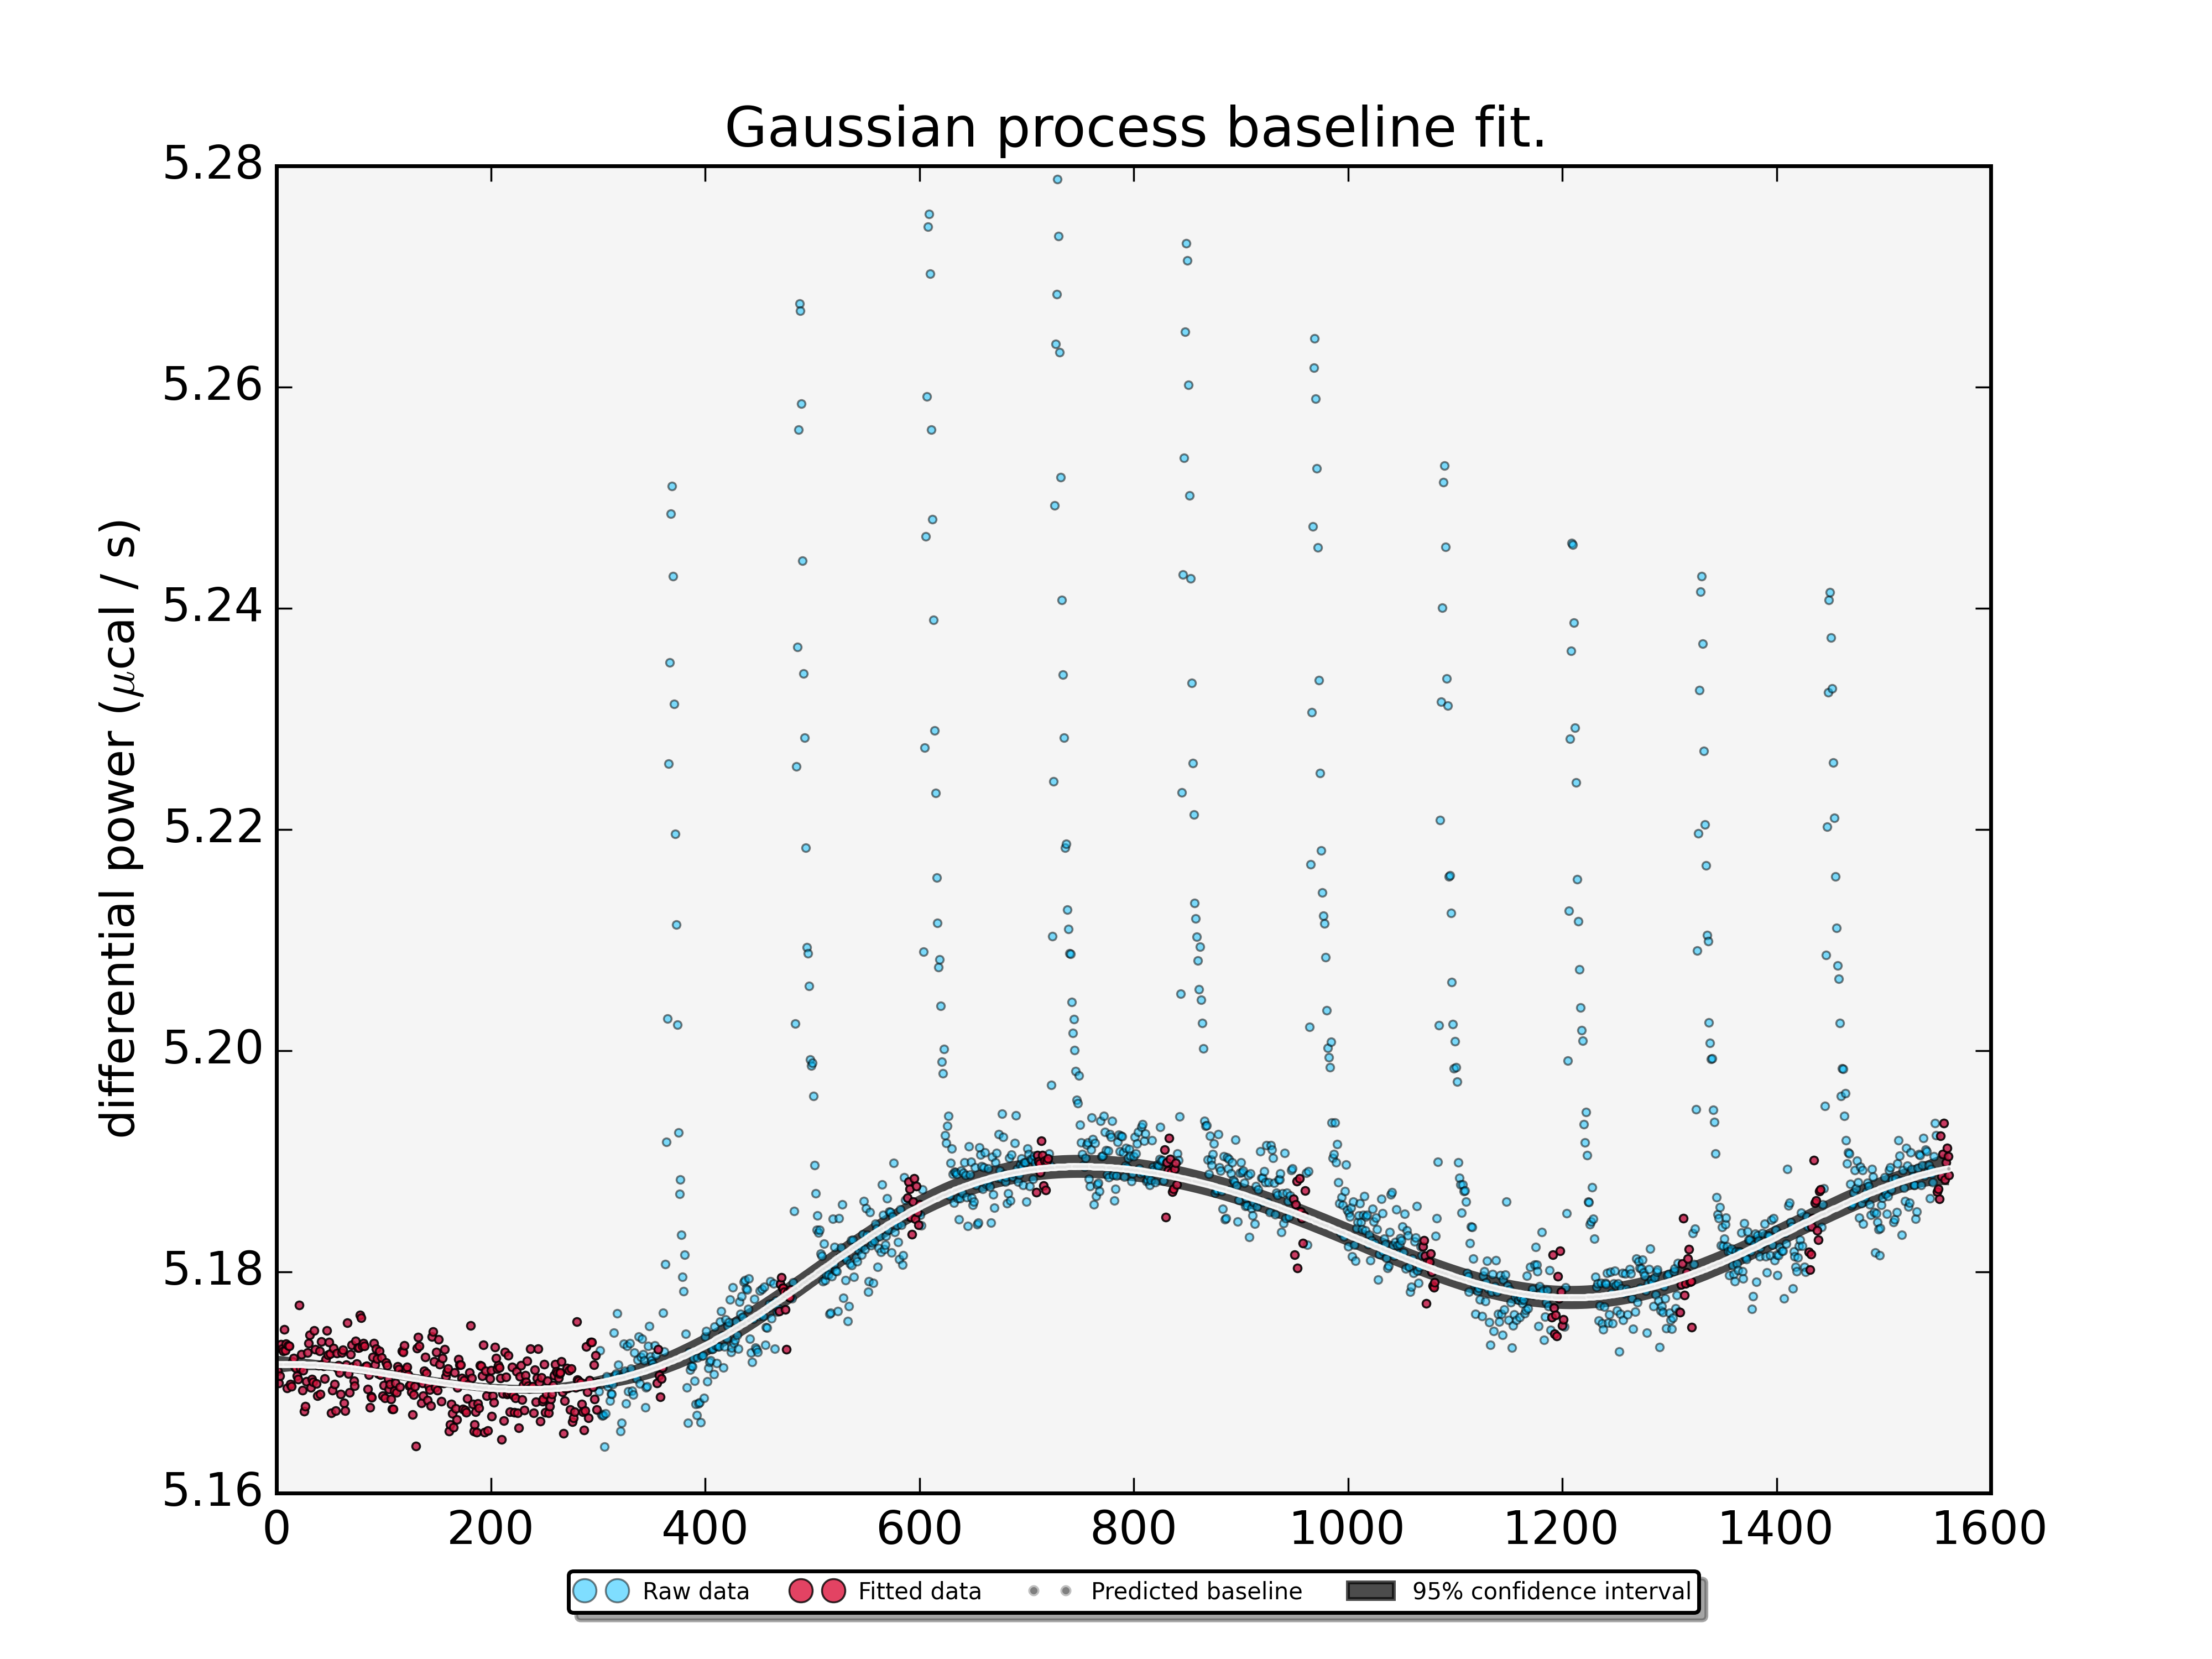 Gaussian process baseline fit.
differential power (μcal / s)
5.28
5.26
5.24
5.22
5.20
5.18
5.16
0 200 400 600 800 1000 1200 1400 1600
Raw data Fitted data Predicted baseline 95% confidence interval